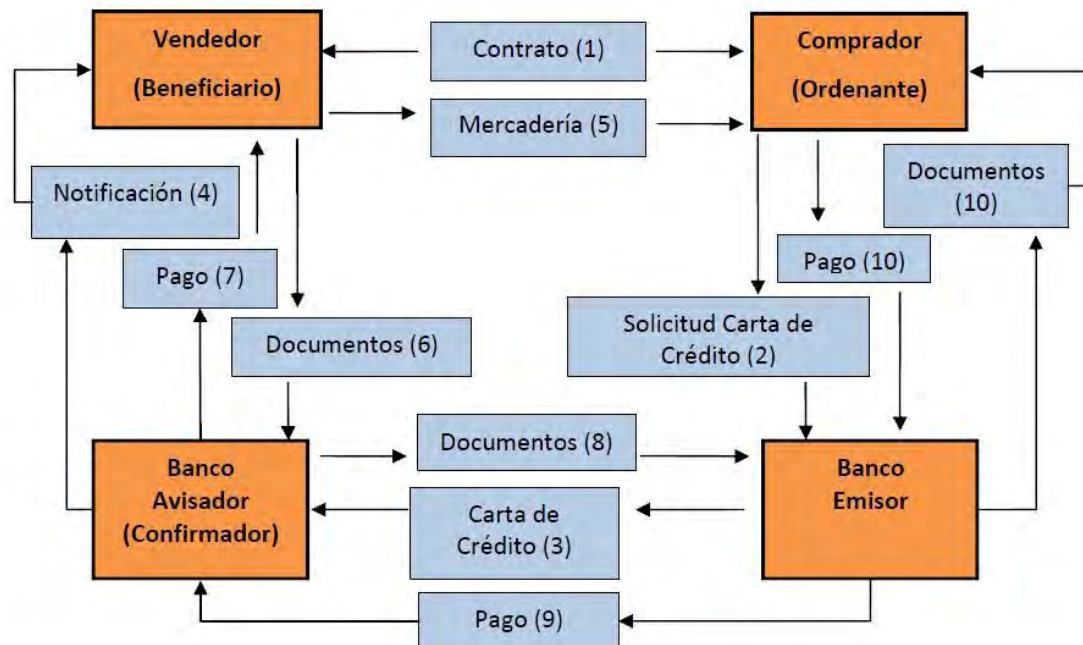 Vendedor
(Beneficiario)
Contrato (1)
Comprador
(Ordenante)
Mercadería (5)
Notificación (4)
Documentos
(10)
Pago (7)
Pago (10)
Documentos (6)
Solicitud Carta de
Crédito (2)
Banco
Avisador
(Confirmador)
Documentos (8)
Banco
Emisor
Carta de
Crédito (3)
Pago (9)